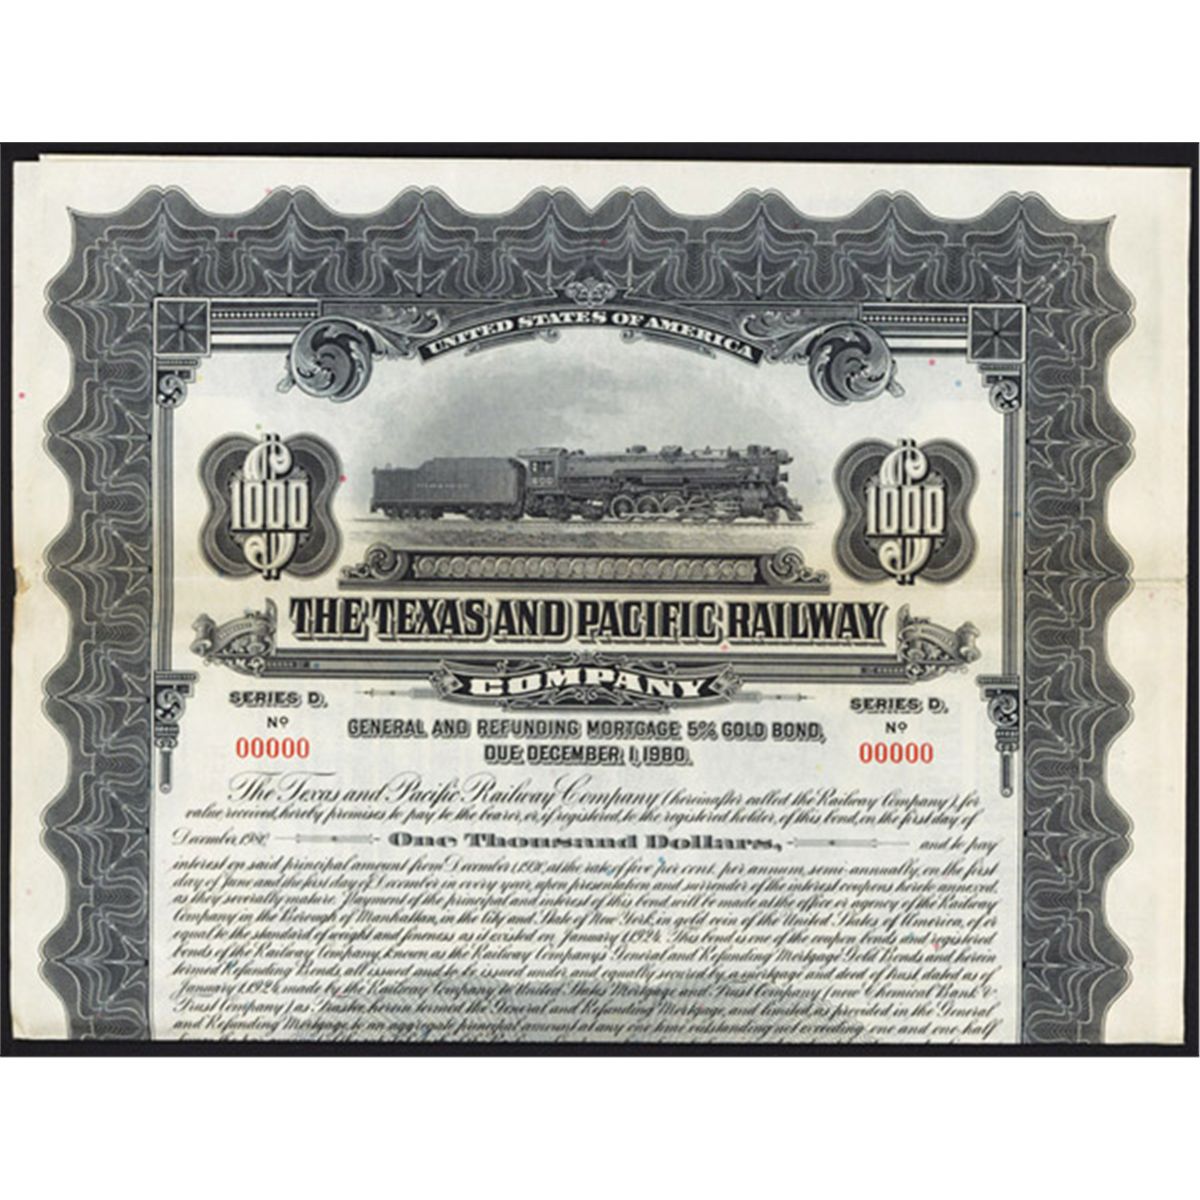 UNITED STATES OF AMERICA
1000
1000
600
THE TEXAS AND PACIFIC RAILWAY
COMPANY
SERIES D.
SERIES D.
Nº
Nº
00000
00000
GENERAL AND REFUNDING MORTGAGE 5% GOLD BOND,
DUE DECEMBER 1, 1980.
The Texas and Pacific Railway Company (hereinafter called the Railway Company), for
value received, hereby promises to pay to the bearer, or, if registered, to the registered holder, of this bond, on the first day of
December, 1980, One Thousand Dollars, and to pay
interest on said principal amount from December 1, 1930, at the rate of five per cent. per annum, semi-annually, on the first
day of June and the first day of December in every year, upon presentation and surrender of the interest coupons hereto annexed,
as they severally mature. Payment of the principal and interest of this bond will be made at the office or agency of the Railway
Company in the Borough of Manhattan, in the City and State of New York, in gold coin of the United States of America, of or
equal to the standard of weight and fineness as it existed on January 1, 1924. This bond is one of the coupon bonds and registered
bonds of the Railway Company, known as the Railway Company's General and Refunding Mortgage Gold Bonds and herein
termed Refunding Bonds, all issued and to be issued under, and equally secured by, a mortgage and deed of trust, dated as of
January 1, 1924, made by the Railway Company to United States Mortgage and Trust Company (now Chemical Bank &
Trust Company) as Trustee, herein termed the General and Refunding Mortgage, and limited, as provided in the General
and Refunding Mortgage, to an aggregate principal amount at any one time outstanding not exceeding one and one half